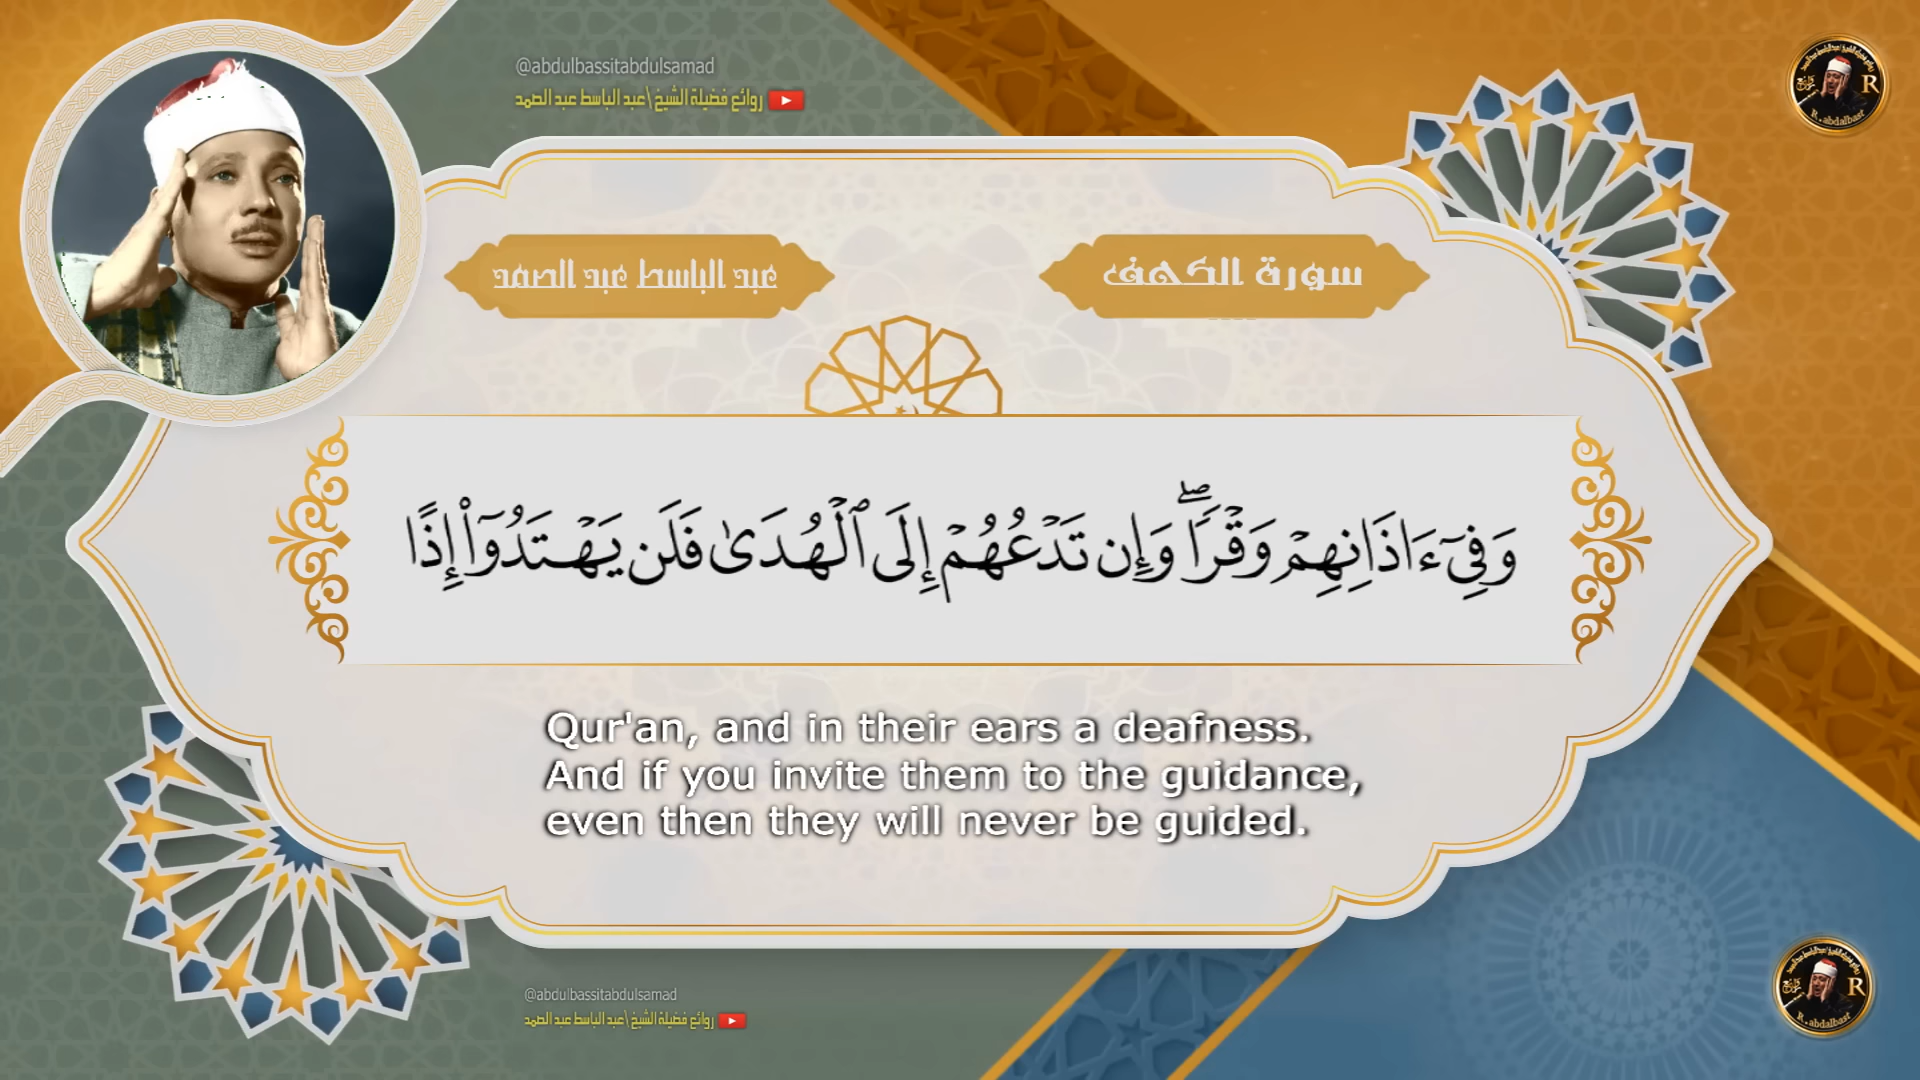 @abdulbassitabdulsamad
روائع فضيلة الشيخ \ عبد الباسط عبد الصمد
R
R.abdalbast
سورة الكهف
عبد الباسط عبد الصمد
وَفِىٓ ءَاذَانِهِمْ وَقْرًاۖ وَإِن تَدْعُهُمْ إِلَى ٱلْهُدَىٰ فَلَن يَهْتَدُوٓا۟ إِذًا
Qur'an, and in their ears a deafness.
And if you invite them to the guidance,
even then they will never be guided.
@abdulbassitabdulsamad
روائع فضيلة الشيخ \ عبد الباسط عبد الصمد
R
R.abdalbast